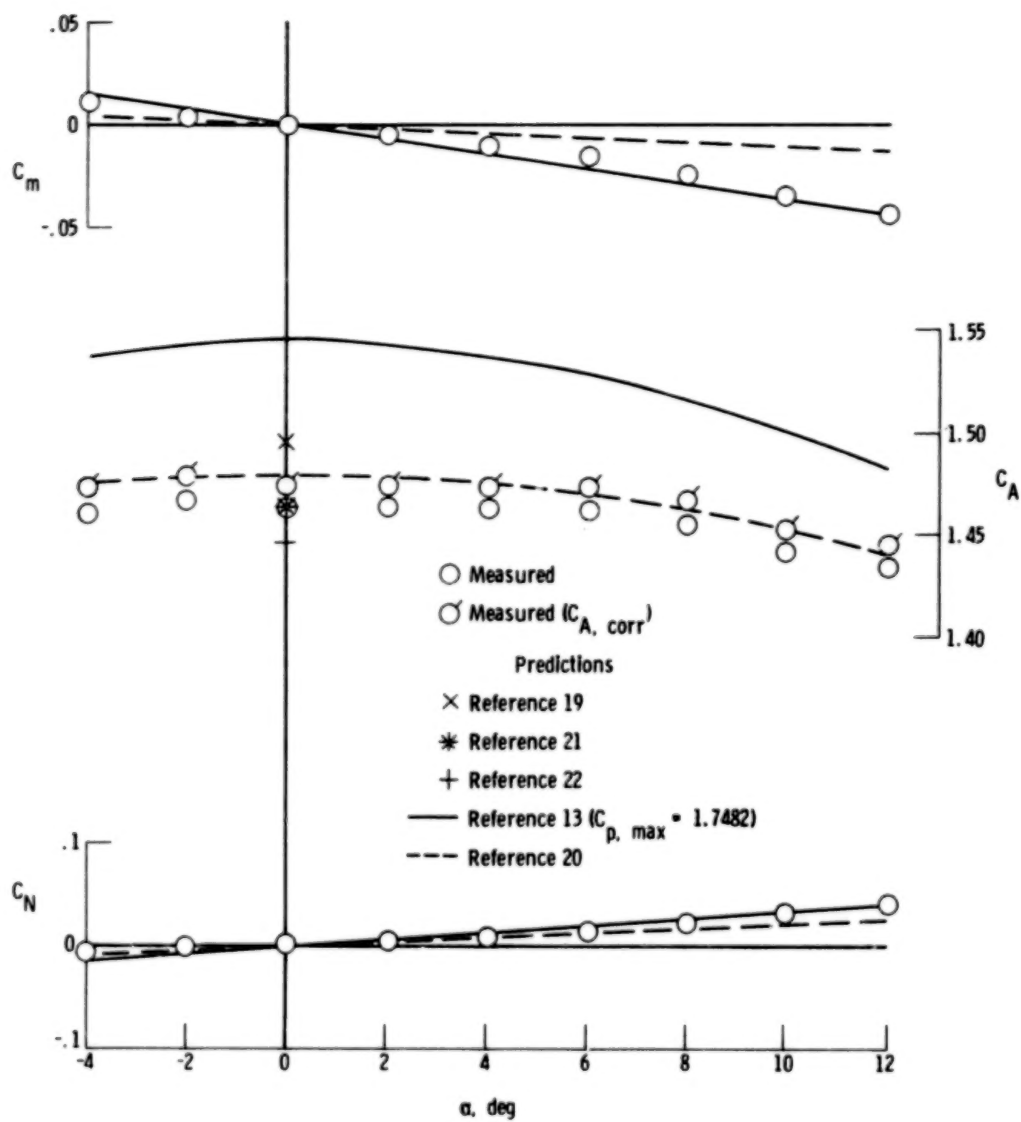 .05
0
C_m
-.05
1.55
1.50
C_A
1.45
1.40
○ Measured
Measured (C_A, corr)
Predictions
× Reference 19
✳ Reference 21
+ Reference 22
Reference 13 (C_p, max = 1.7482)
Reference 20
.1
C_N
0
-.1
-4 -2 0 2 4 6 8 10 12
α, deg